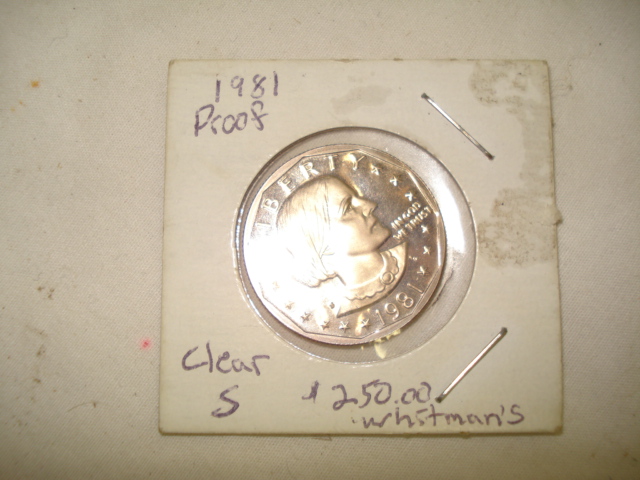 1981
Proof
LIBERTY
IN GOD
WE TRUST
1981
Clear
S
$250.00
whitman's